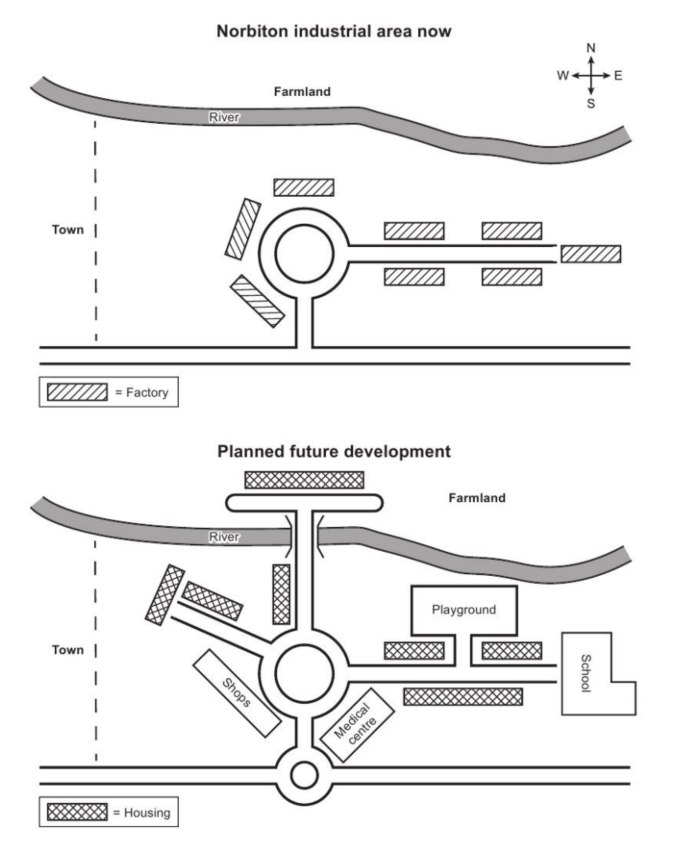 Norbiton industrial area now
N
W E
S
Farmland
River
Town
= Factory
Planned future development
Farmland
River
Playground
Town
Shops
School
Medical
centre
= Housing